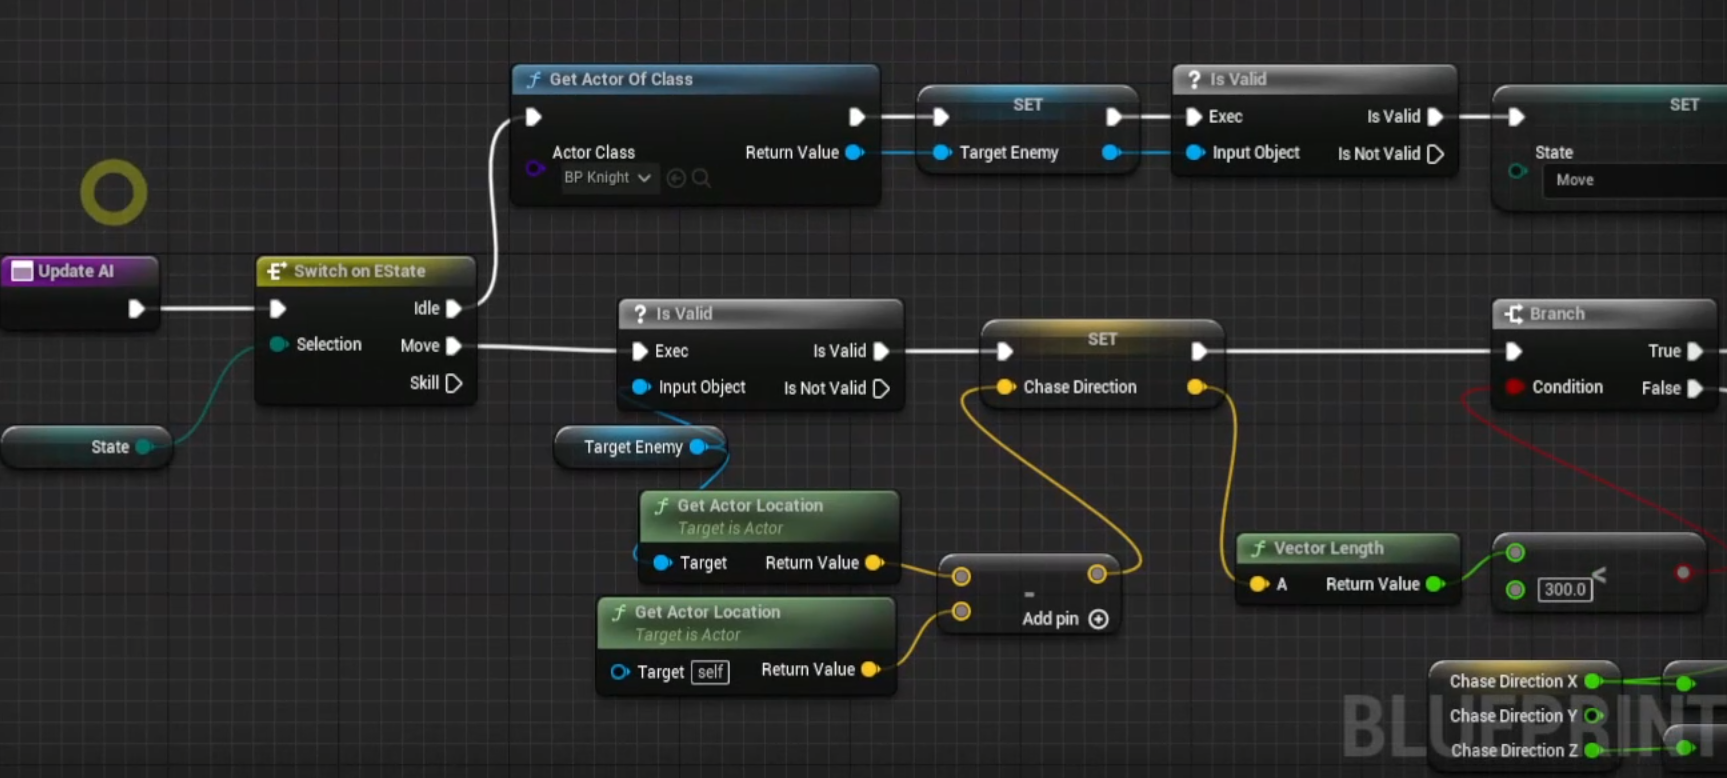 Get Actor Of Class
Actor Class
BP Knight
Return Value
SET
Target Enemy
Is Valid
Exec
Is Valid
Input Object
Is Not Valid
SET
State
Move
Update AI
Switch on EState
Idle
Selection
Move
Skill
State
Is Valid
Exec
Is Valid
Input Object
Is Not Valid
SET
Chase Direction
Branch
True
Condition
False
Target Enemy
Get Actor Location
Target is Actor
Target
Return Value
Get Actor Location
Target is Actor
Target self
Return Value
-
Add pin
Vector Length
A
Return Value
300.0
<
Chase Direction X
Chase Direction Y
Chase Direction Z
BLUEPRINT